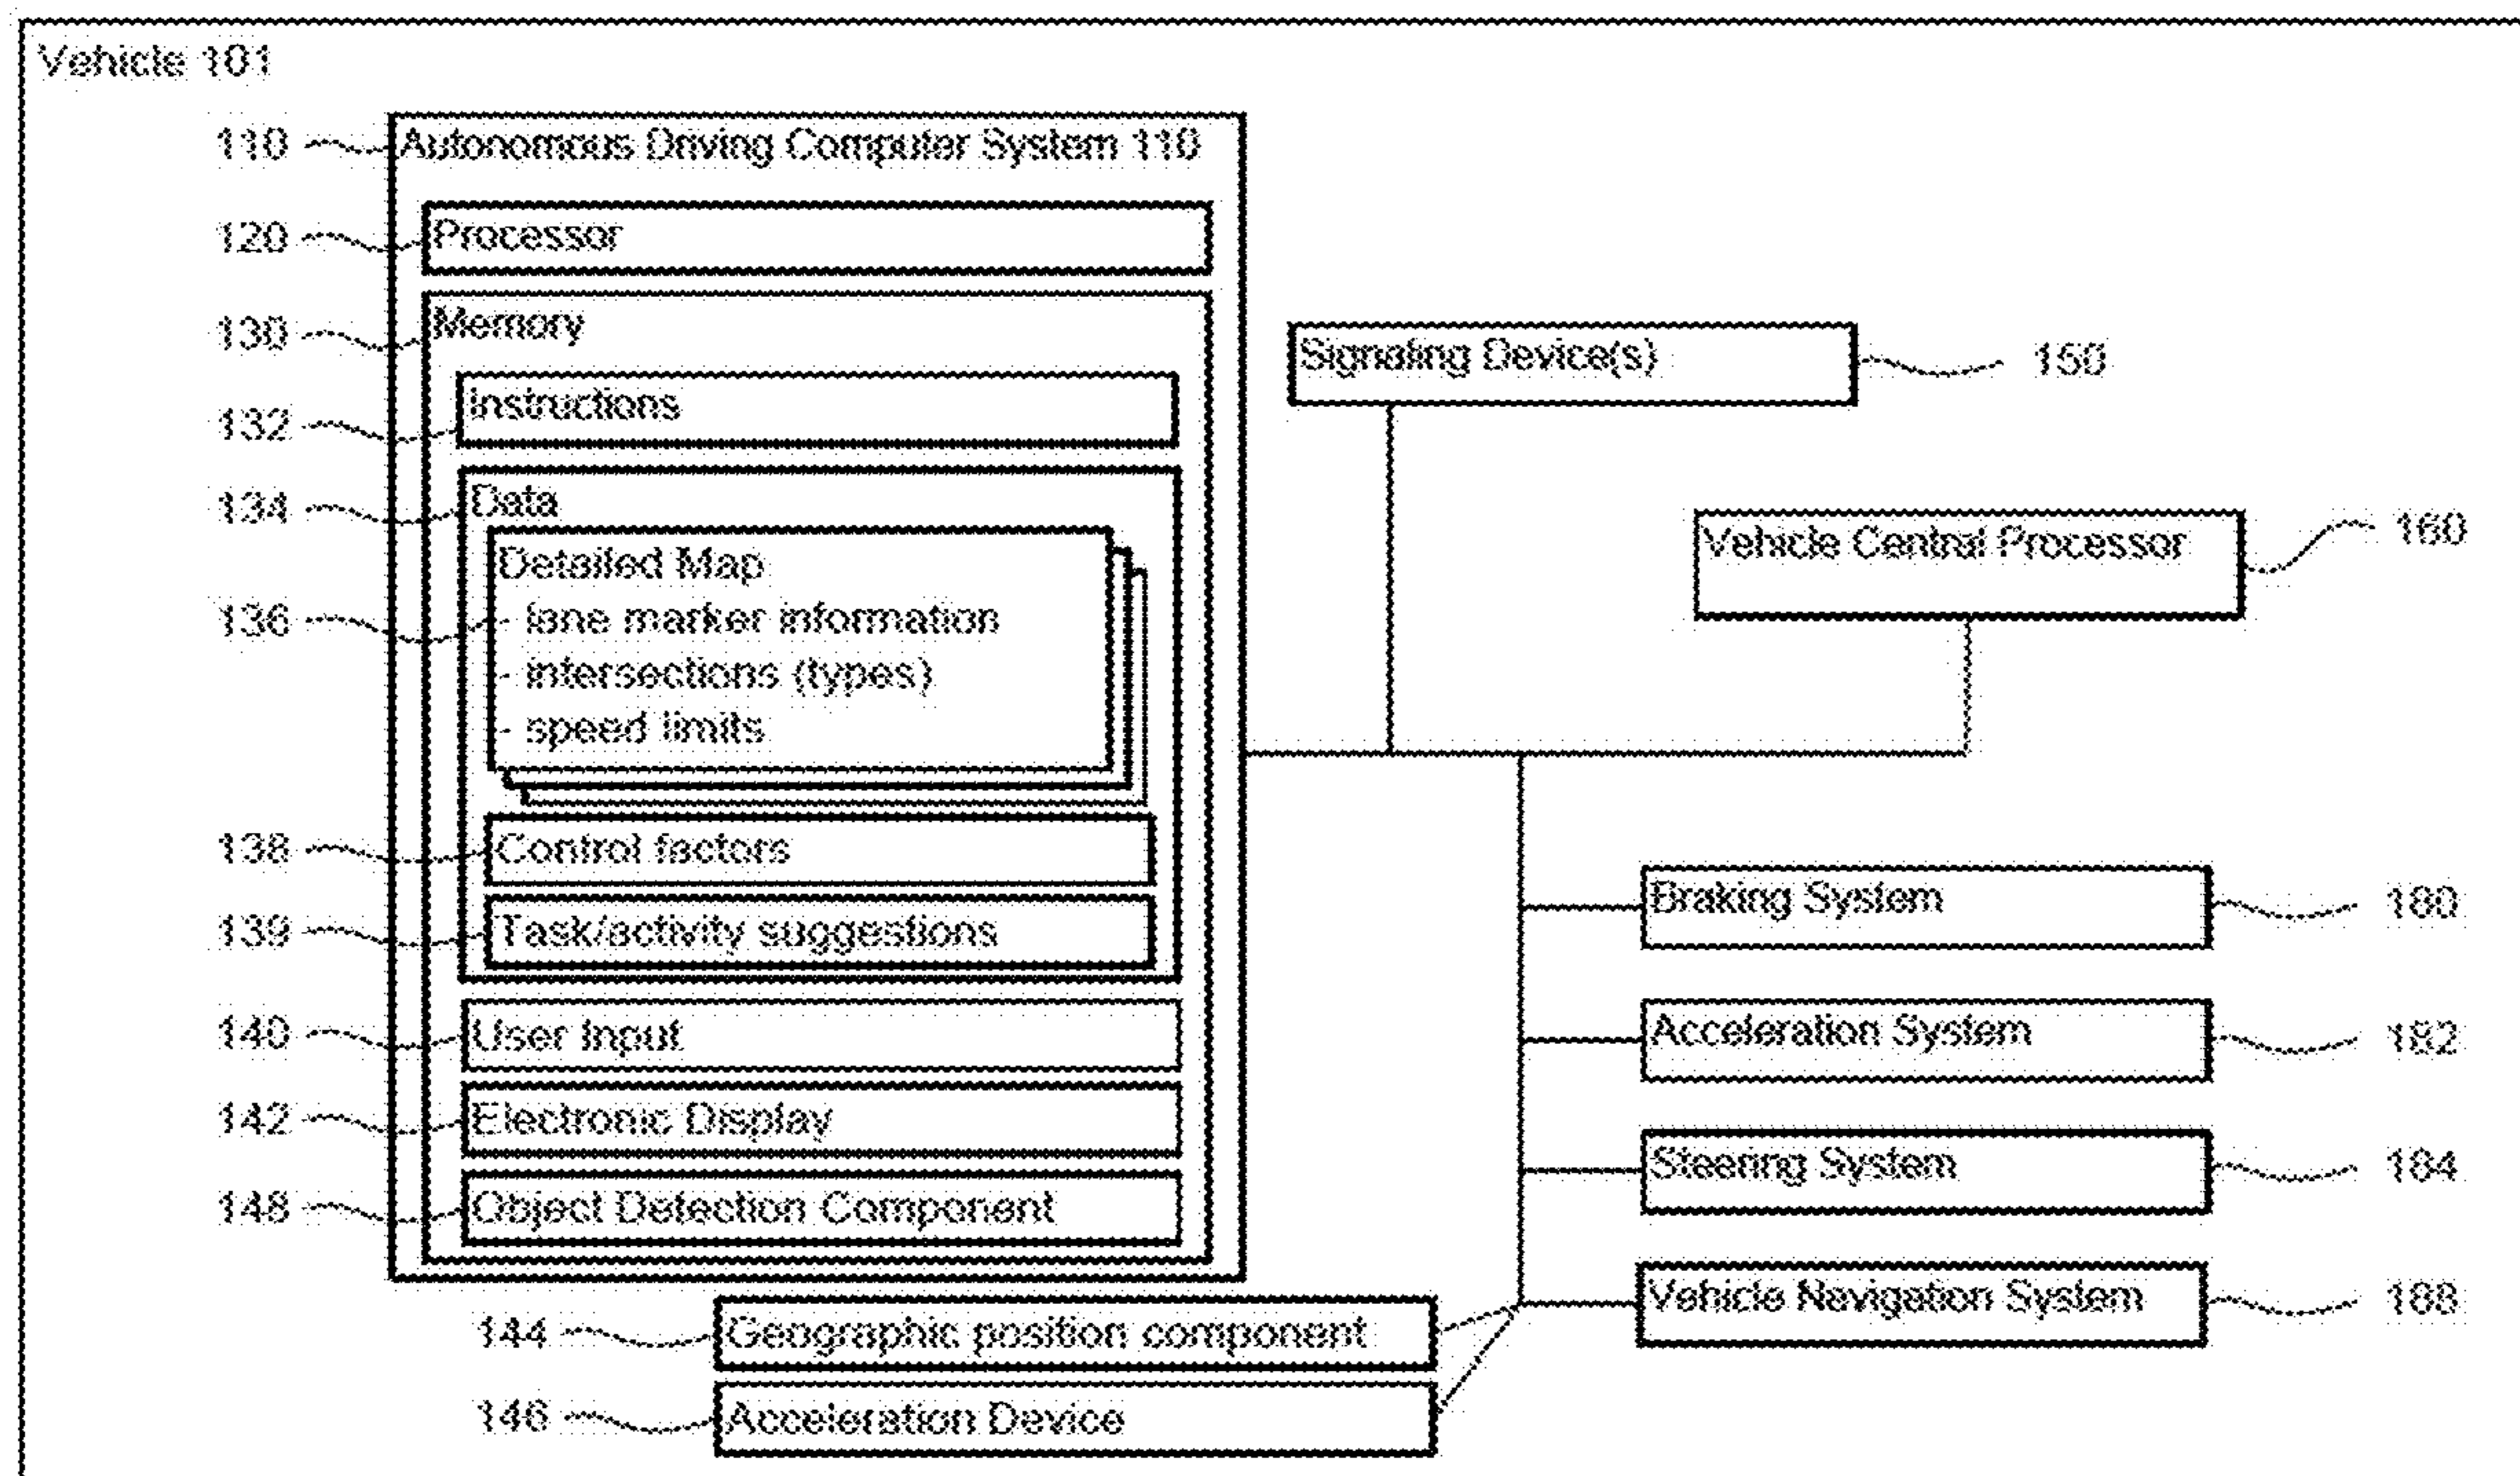 Vehicle 101
110 Autonomous Driving Computer System 110
120 Processor
130 Memory
132 Instructions
134 Data
136 Detailed Map
- lane marker information
- intersections (types)
- speed limits
138 Control factors
139 Task/activity suggestions
140 User Input
142 Electronic Display
148 Object Detection Component
144 Geographic position component
146 Acceleration Device
Signaling Device(s) 150
Vehicle Central Processor 160
Braking System 180
Acceleration System 182
Steering System 184
Vehicle Navigation System